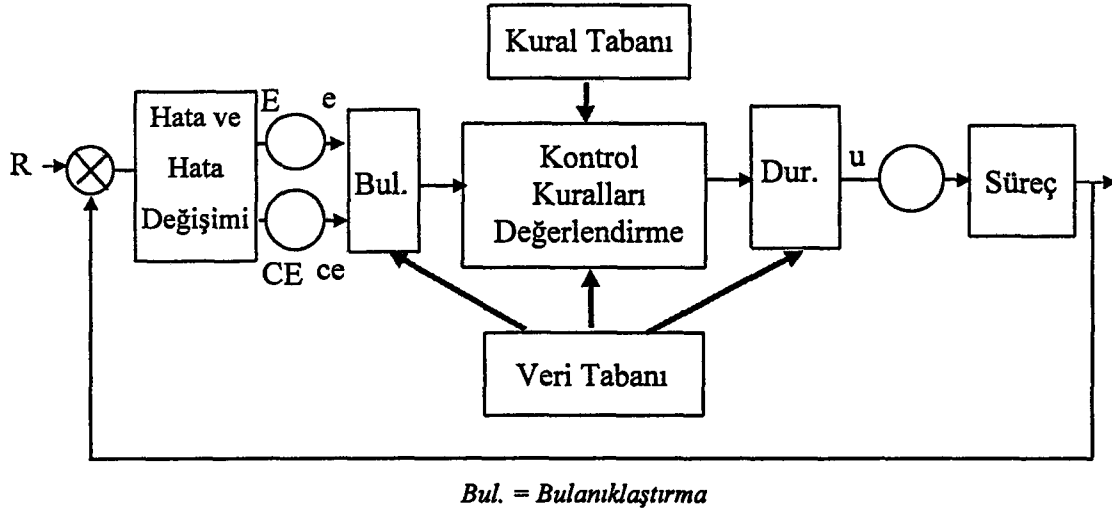 Kural Tabanı
R
Hata ve
Hata
Değişimi
E
e
CE
ce
Bul.
Kontrol
Kuralları
Değerlendirme
Dur.
u
Süreç
Veri Tabanı
Bul. = Bulanıklaştırma